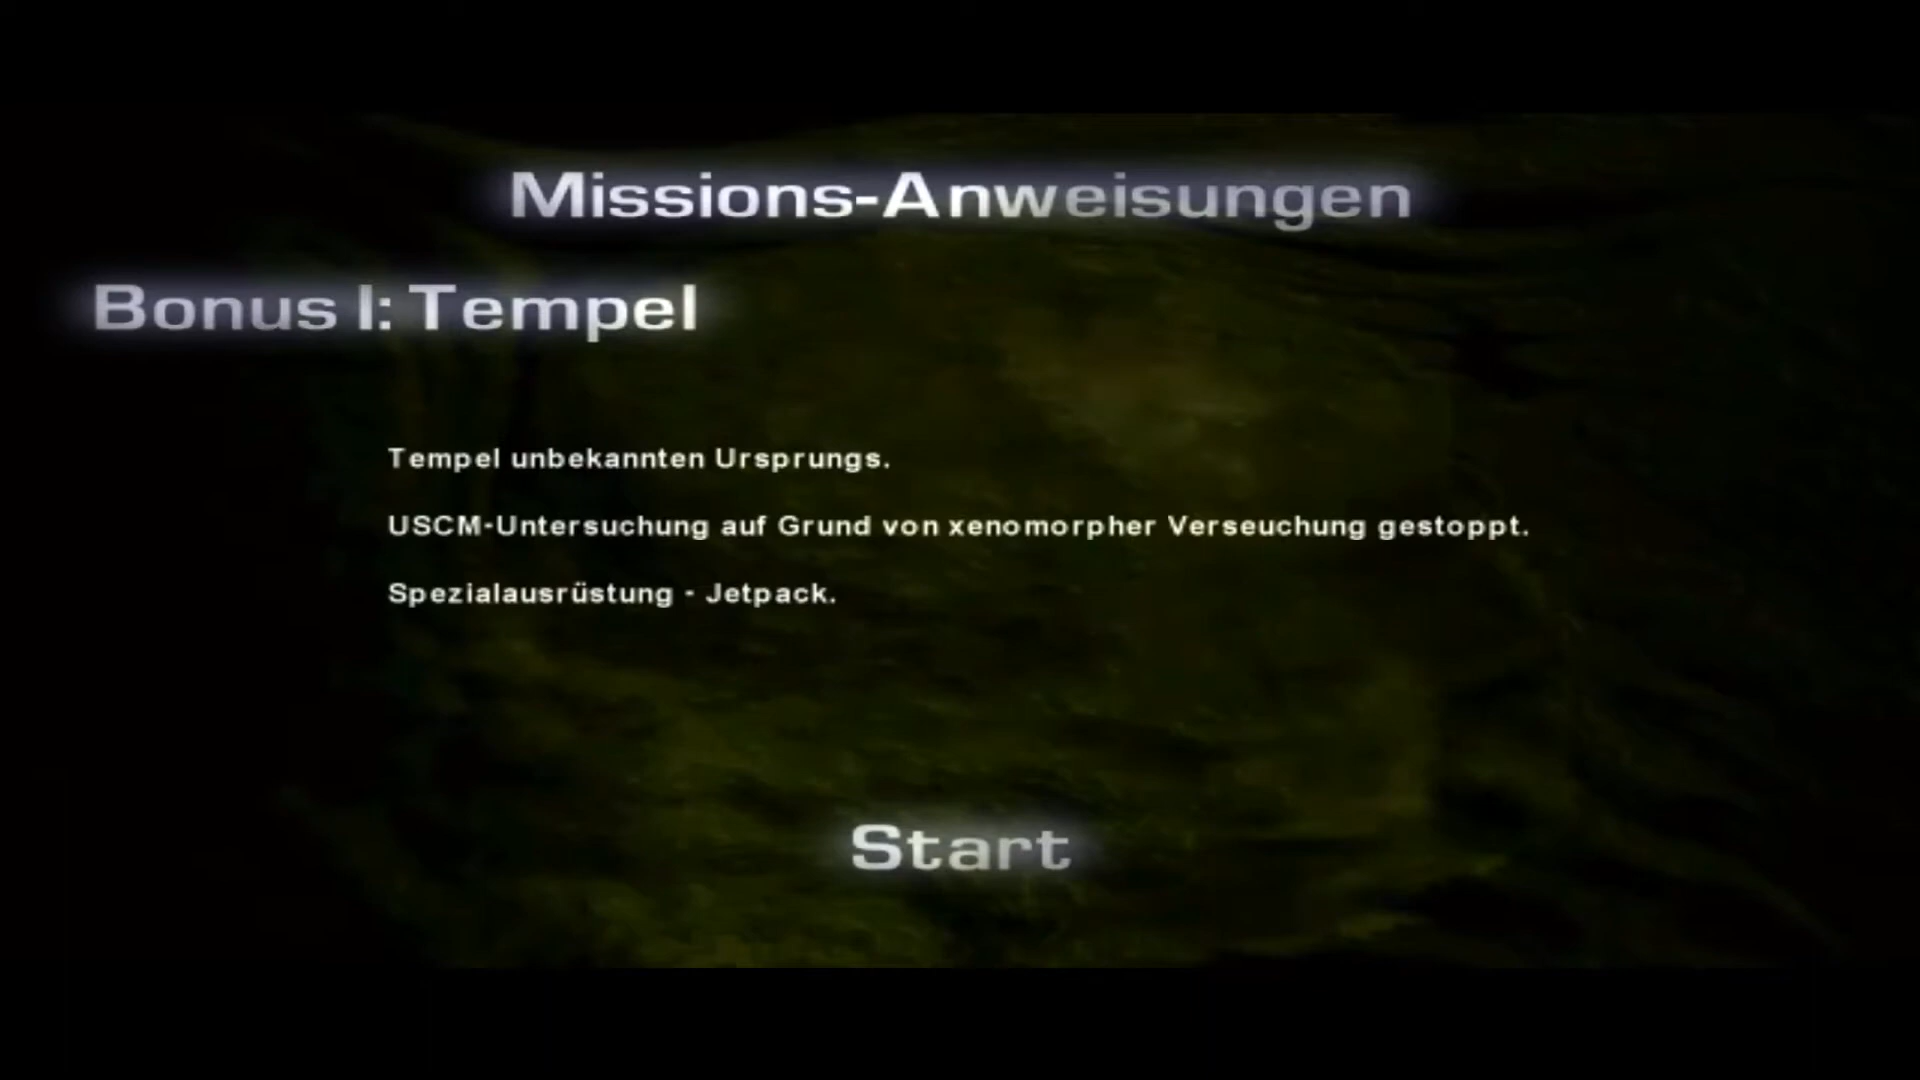 Missions-Anweisungen
Bonus I: Tempel
Tempel unbekannten Ursprungs.
USCM-Untersuchung auf Grund von xenomorpher Verseuchung gestoppt.
Spezialausrüstung - Jetpack.
Start